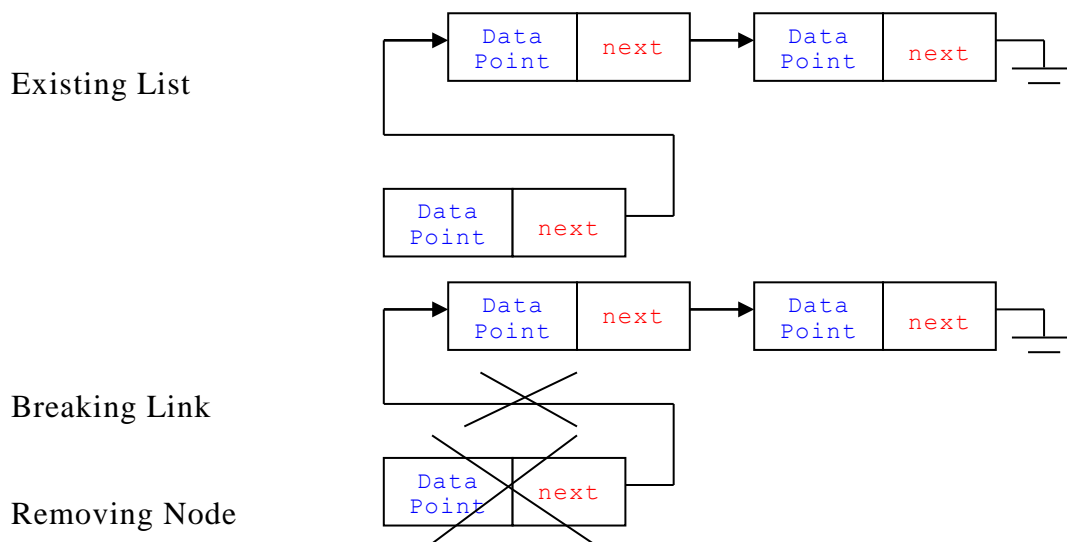 Data Point next Data Point next
Existing List
Data Point next
Data Point next Data Point next
Breaking Link
Data Point next
Removing Node